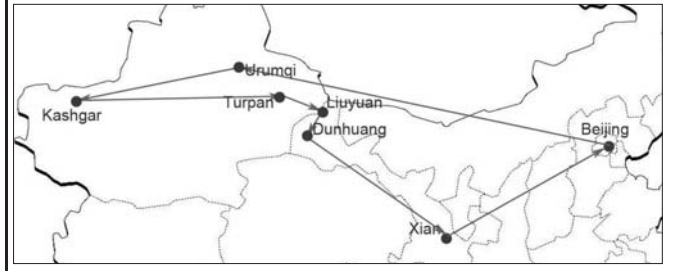 Urumqi
Turpan
Liuyuan
Kashgar
Dunhuang
Beijing
Xian